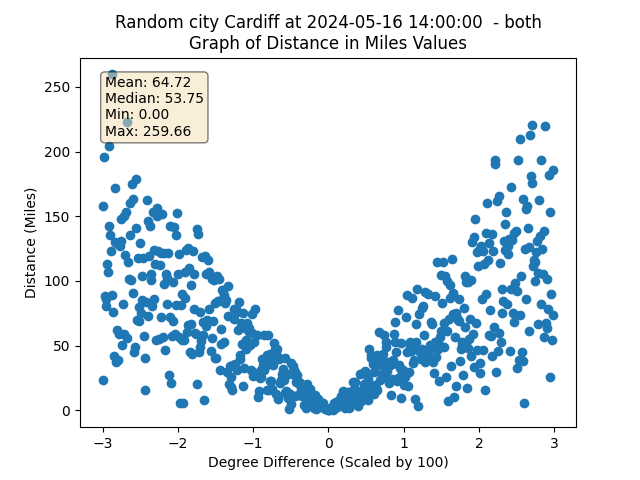 Random city Cardiff at 2024-05-16 14:00:00  - both
Graph of Distance in Miles Values
Mean: 64.72
Median: 53.75
Min: 0.00
Max: 259.66
250
200
150
100
50
0
Distance (Miles)
−3
−2
−1
0
1
2
3
Degree Difference (Scaled by 100)